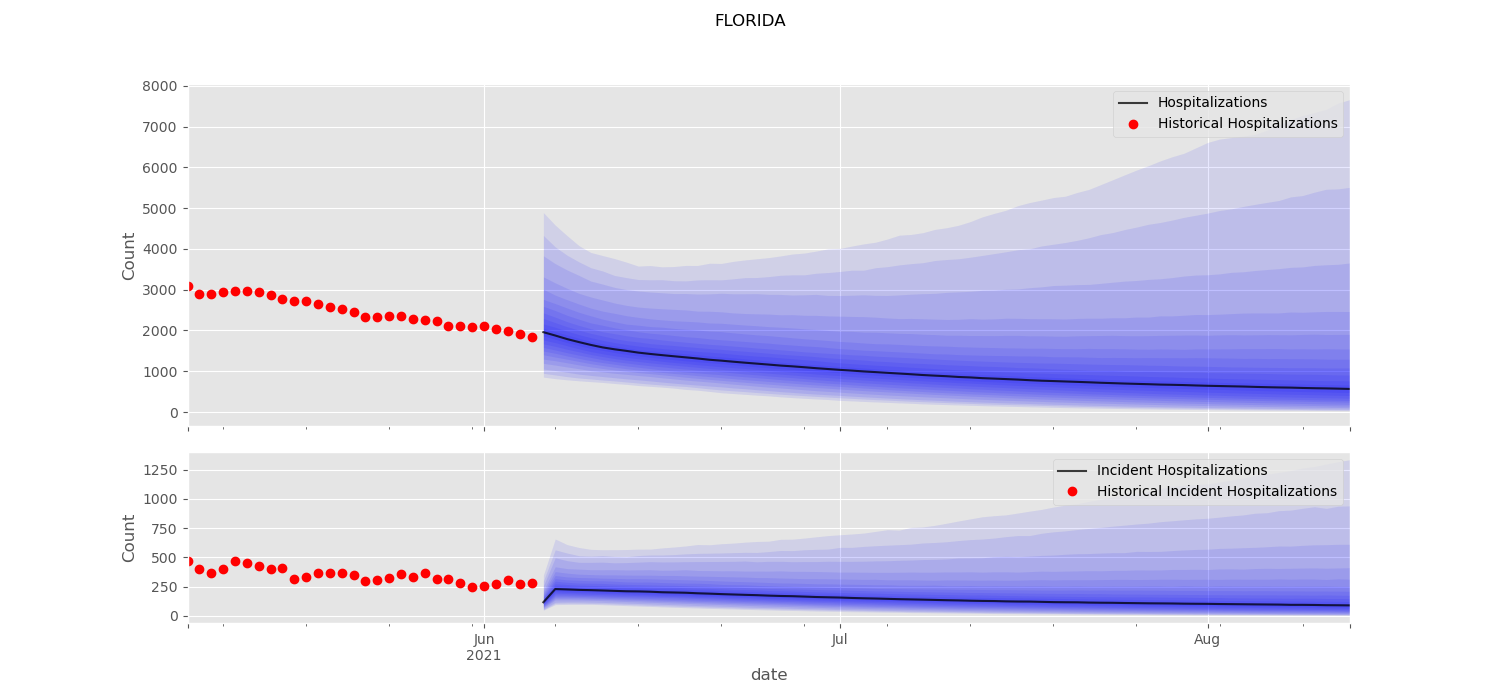 FLORIDA
8000
7000
6000
5000
4000
3000
2000
1000
0
Count
Hospitalizations
Historical Hospitalizations
1250
1000
750
500
250
0
Count
Incident Hospitalizations
Historical Incident Hospitalizations
Jun
2021
Jul
Aug
date